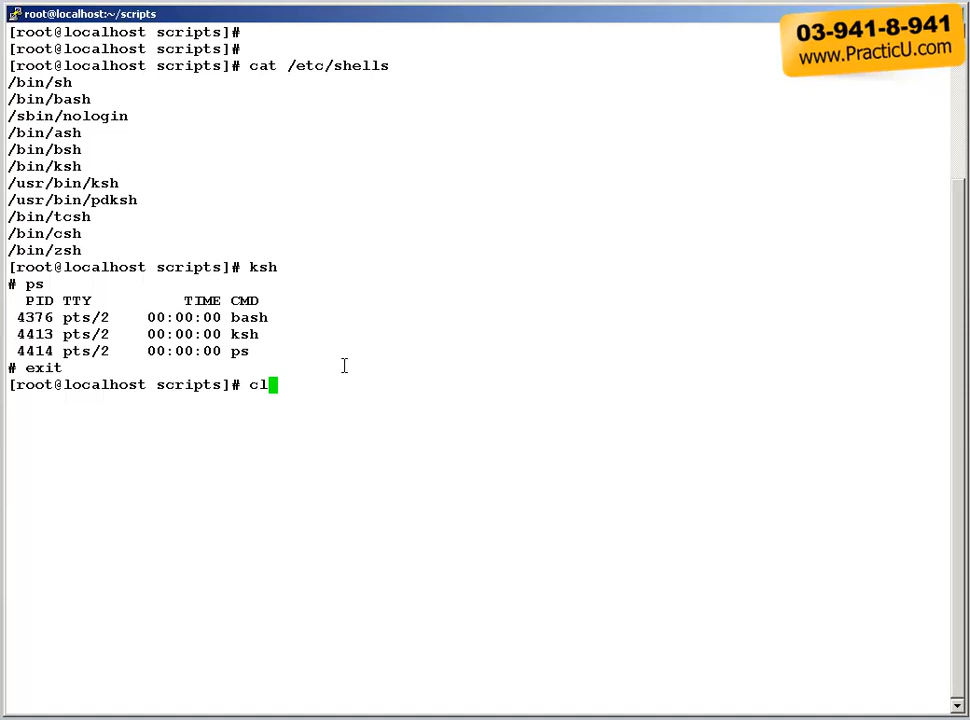 root@localhost:~/scripts
03-941-8-941
www.PracticU.com
[root@localhost scripts]#
[root@localhost scripts]#
[root@localhost scripts]# cat /etc/shells
/bin/sh
/bin/bash
/sbin/nologin
/bin/ash
/bin/bsh
/bin/ksh
/usr/bin/ksh
/usr/bin/pdksh
/bin/tcsh
/bin/csh
/bin/zsh
[root@localhost scripts]# ksh
# ps
  PID TTY          TIME CMD
 4376 pts/2    00:00:00 bash
 4413 pts/2    00:00:00 ksh
 4414 pts/2    00:00:00 ps
# exit
[root@localhost scripts]# cl